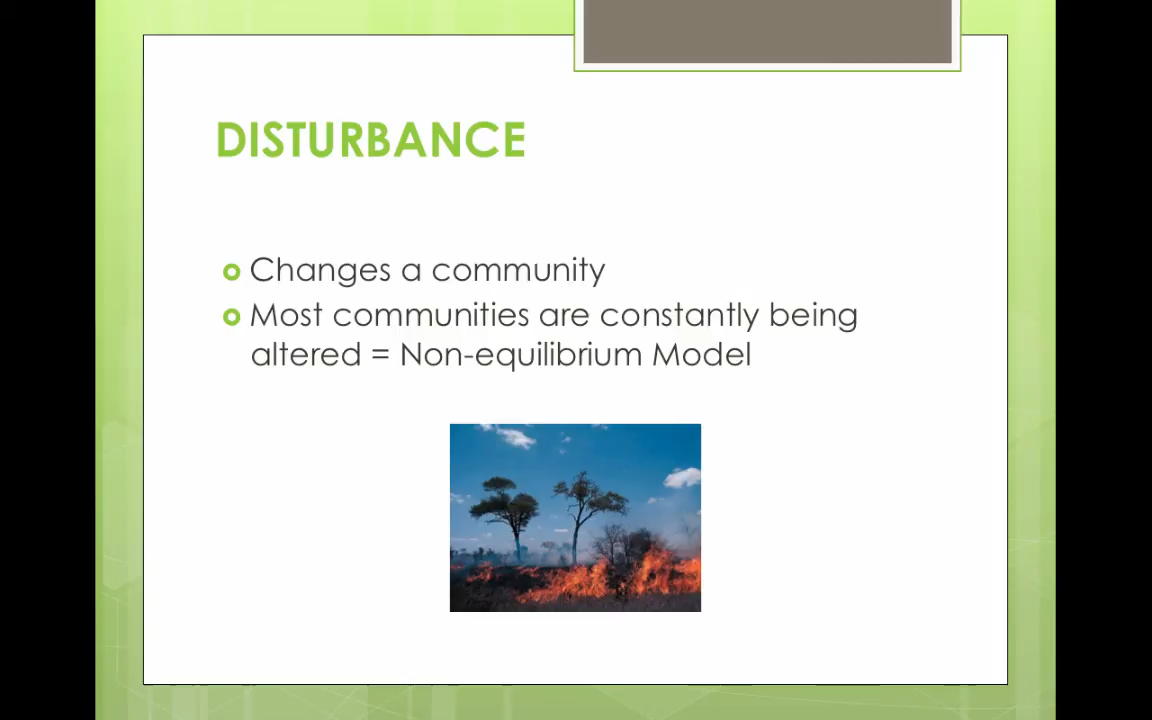 DISTURBANCE
Changes a community
Most communities are constantly being
altered = Non-equilibrium Model